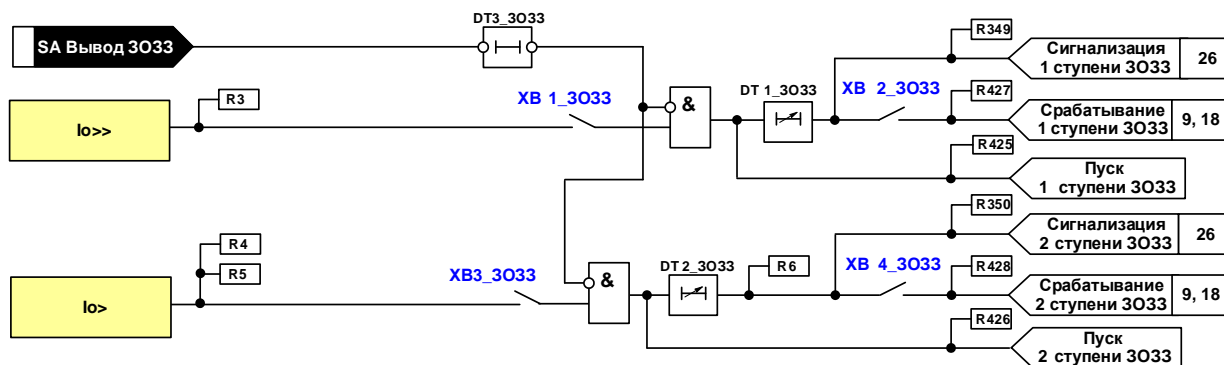 DT3_ЗОЗЗ
SA Вывод ЗОЗЗ
R349
Сигнализация
1 ступени ЗОЗЗ
26
R3
XB 1_ЗОЗЗ
&
DT 1_ЗОЗЗ
XB 2_ЗОЗЗ
R427
Io>>
Срабатывание
1 ступени ЗОЗЗ
9, 18
R425
Пуск
1 ступени ЗОЗЗ
R350
Сигнализация
2 ступени ЗОЗЗ
26
R4
R5
XB3_ЗОЗЗ
&
DT 2_ЗОЗЗ
R6
XB 4_ЗОЗЗ
R428
Io>
Срабатывание
2 ступени ЗОЗЗ
9, 18
R426
Пуск
2 ступени ЗОЗЗ